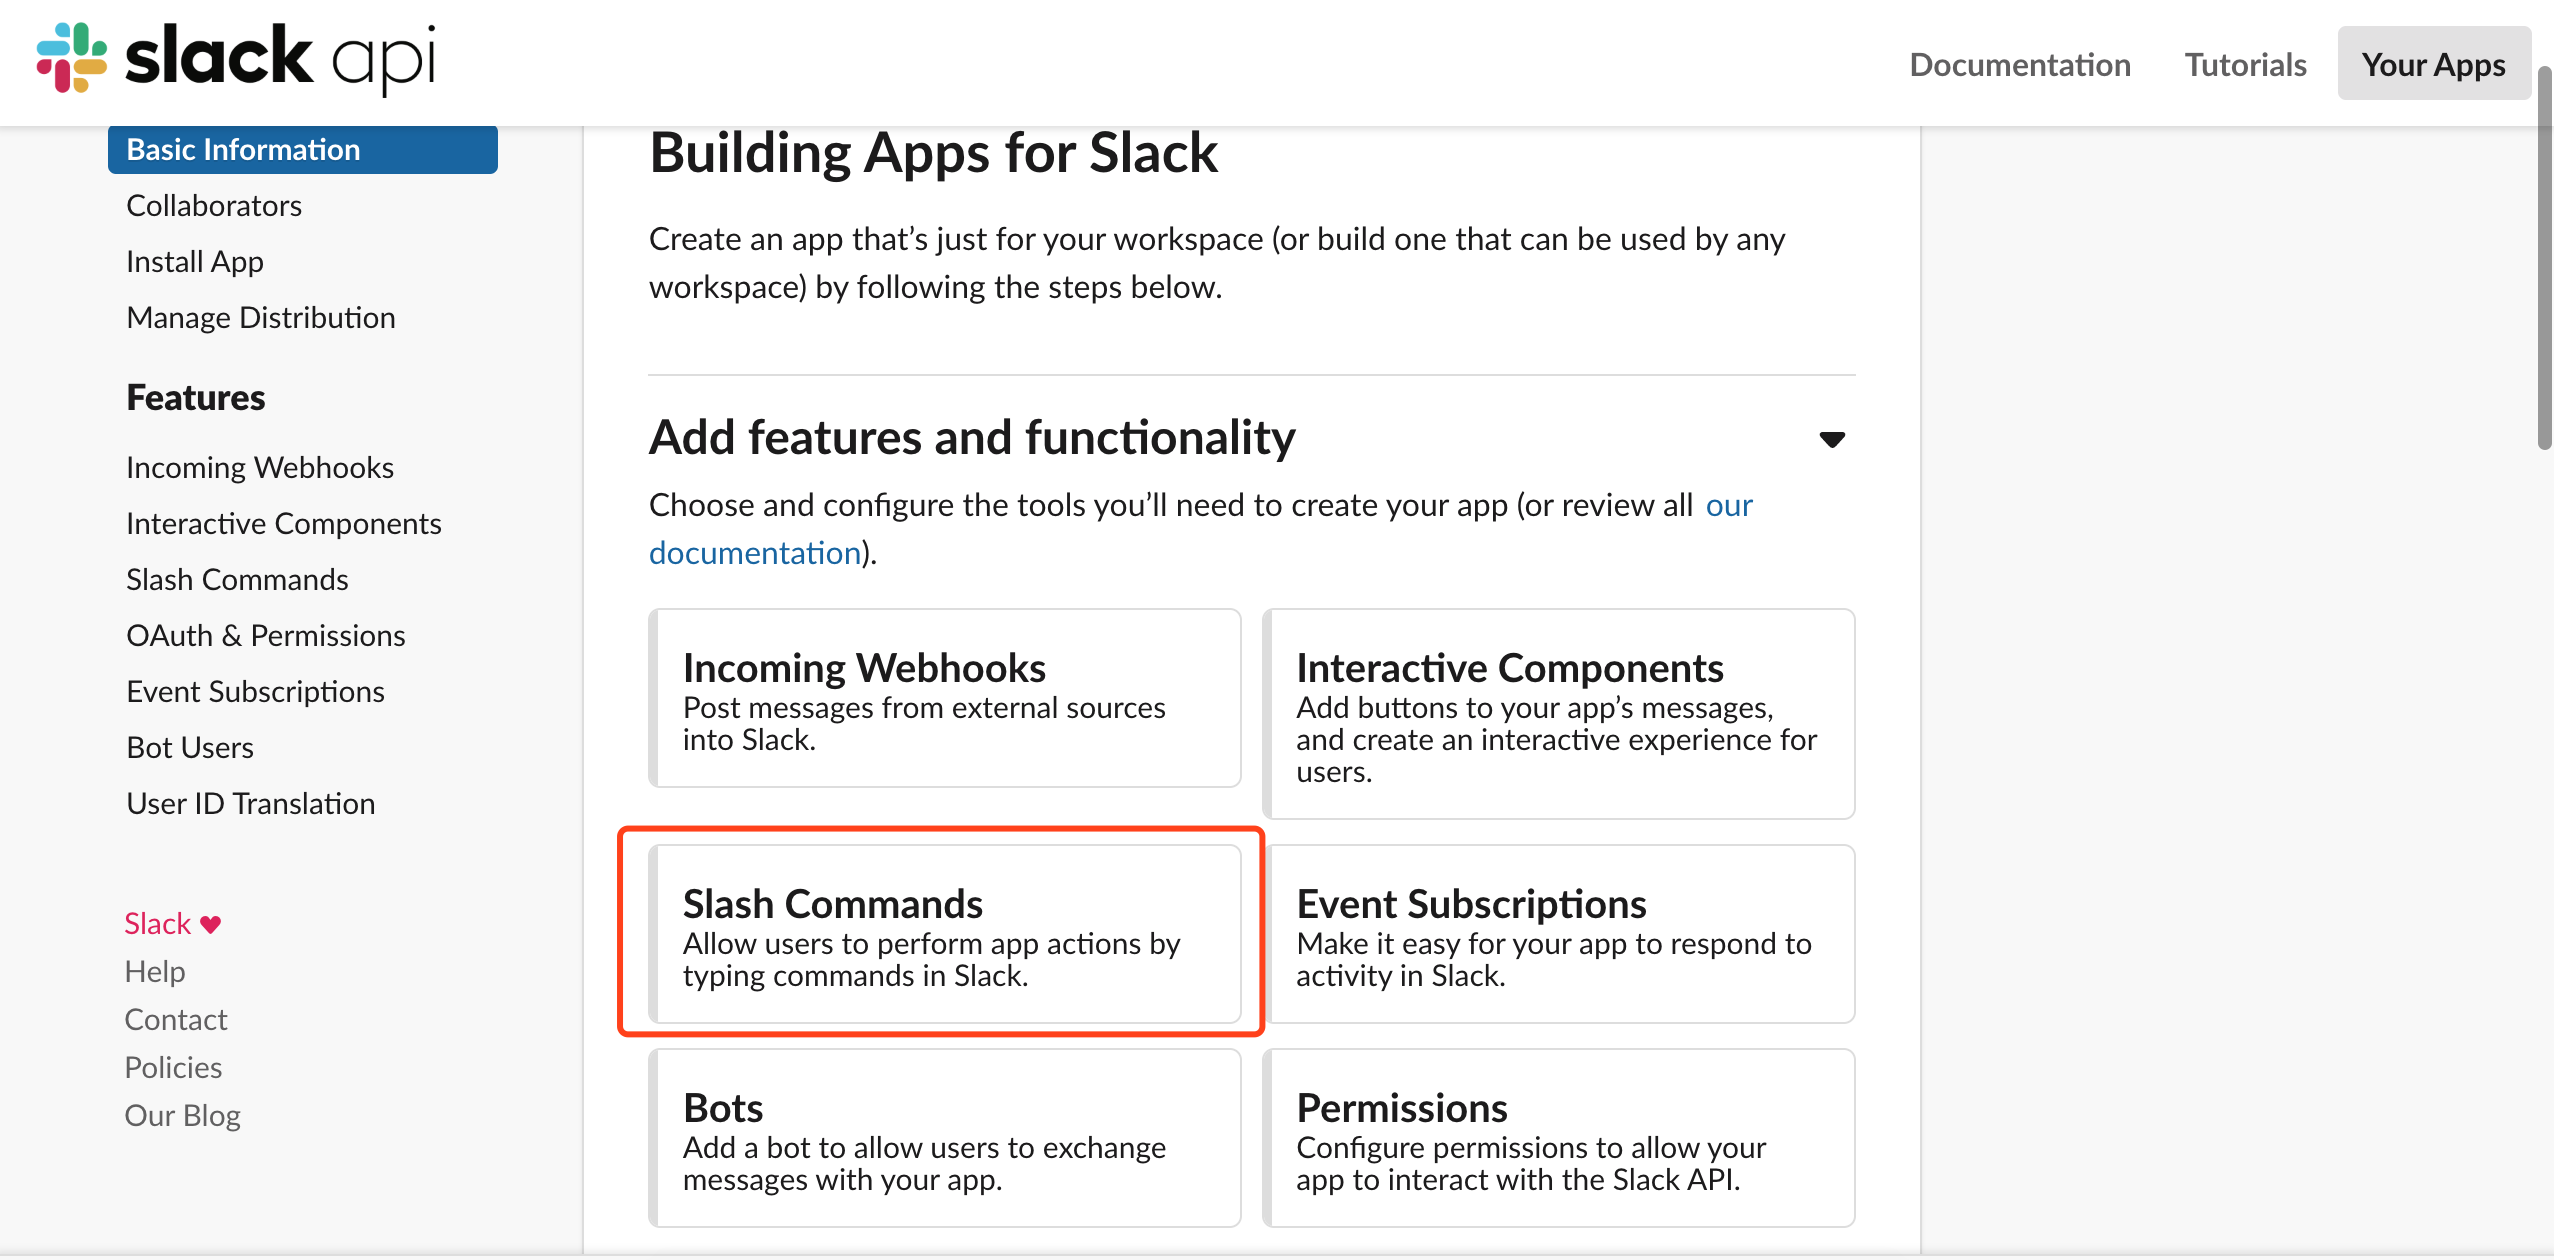 slack api
Documentation
Tutorials
Your Apps
Basic Information
Collaborators
Install App
Manage Distribution
Features
Incoming Webhooks
Interactive Components
Slash Commands
OAuth & Permissions
Event Subscriptions
Bot Users
User ID Translation
Slack ♥
Help
Contact
Policies
Our Blog
Building Apps for Slack
Create an app that’s just for your workspace (or build one that can be used by any
workspace) by following the steps below.
Add features and functionality
Choose and configure the tools you’ll need to create your app (or review all our
documentation).
Incoming Webhooks
Post messages from external sources
into Slack.
Interactive Components
Add buttons to your app’s messages,
and create an interactive experience for
users.
Slash Commands
Allow users to perform app actions by
typing commands in Slack.
Event Subscriptions
Make it easy for your app to respond to
activity in Slack.
Bots
Add a bot to allow users to exchange
messages with your app.
Permissions
Configure permissions to allow your
app to interact with the Slack API.